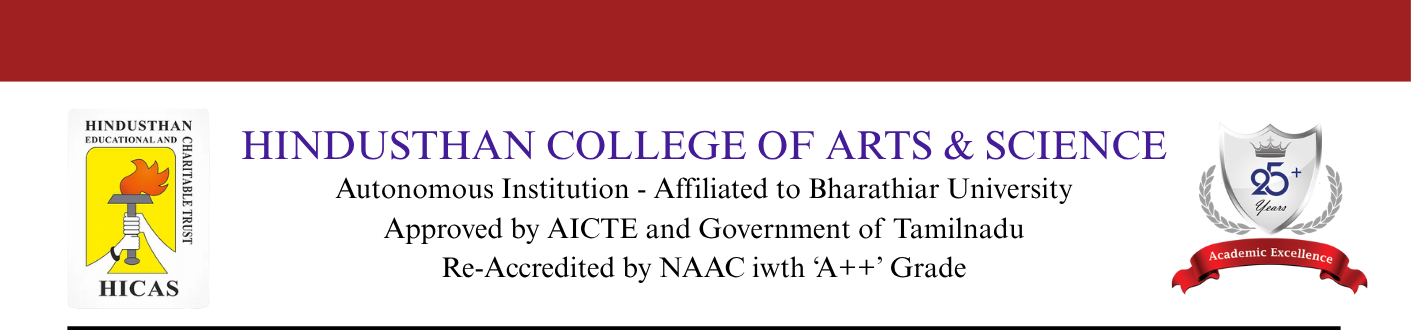 HINDUSTHAN
EDUCATIONAL AND
CHARITABLE TRUST
HICAS
HINDUSTHAN COLLEGE OF ARTS & SCIENCE
Autonomous Institution - Affiliated to Bharathiar University
Approved by AICTE and Government of Tamilnadu
Re-Accredited by NAAC iwth ‘A++’ Grade
25+
Years
Academic Excellence